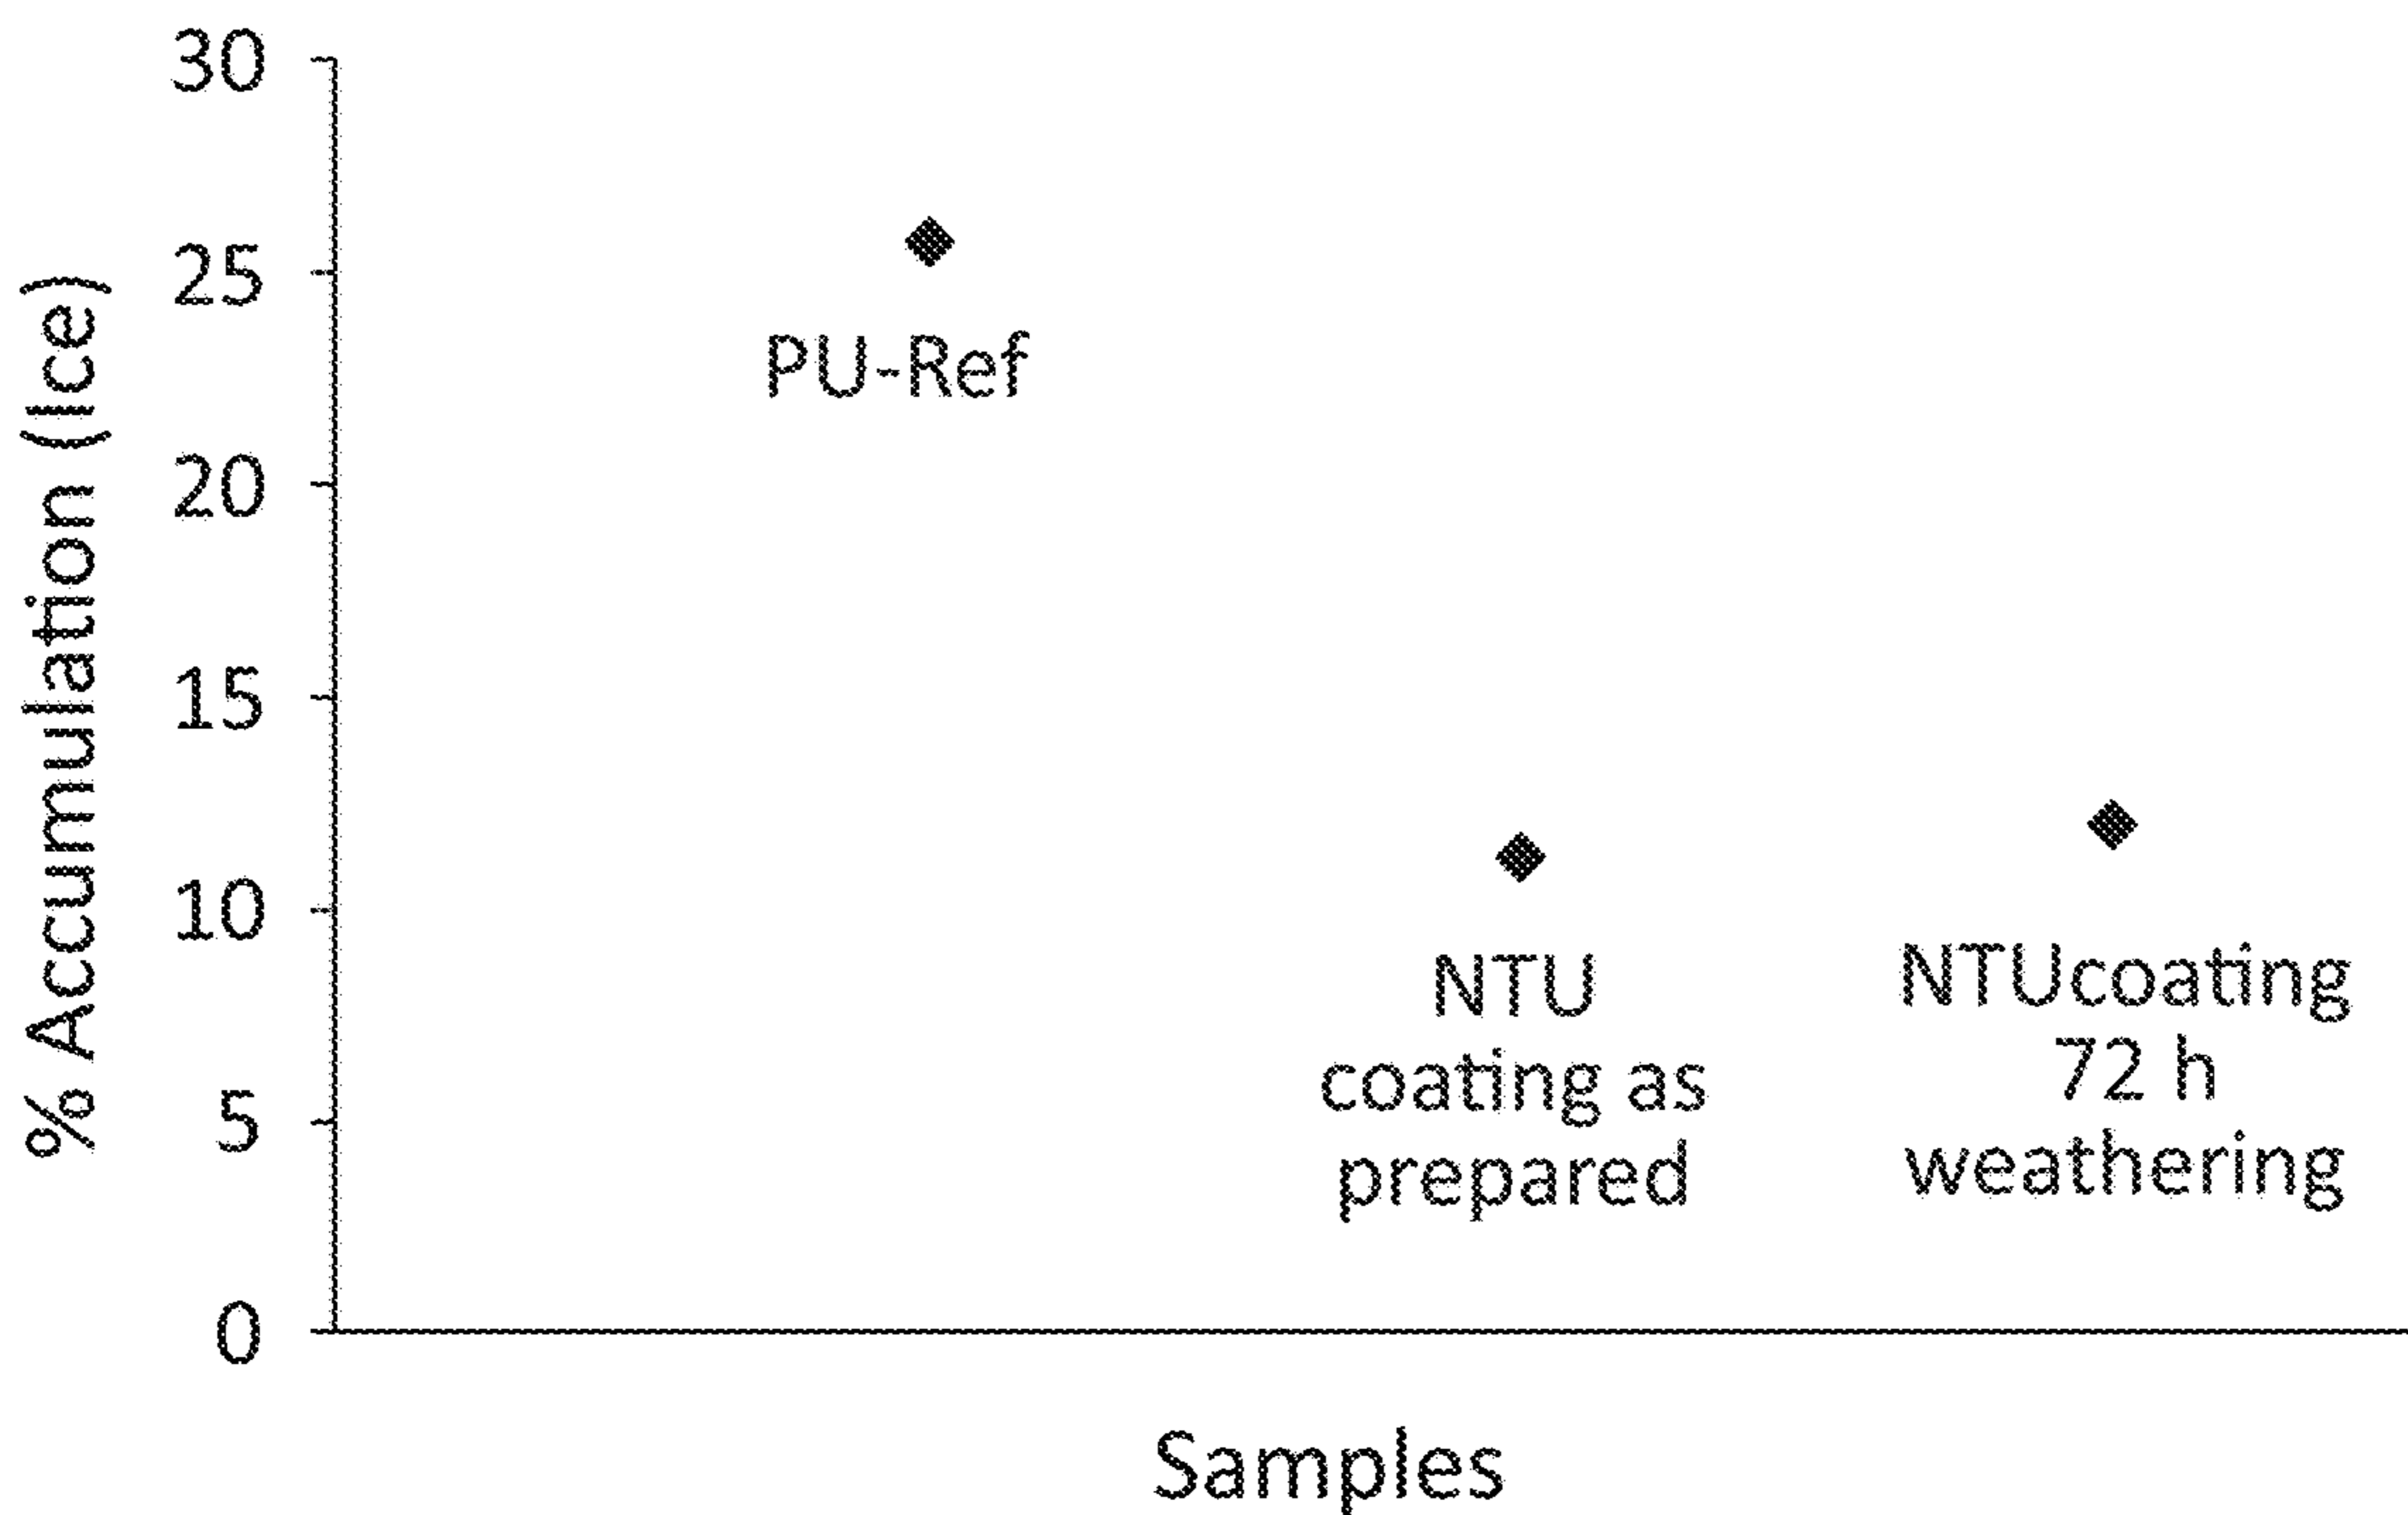 30
25
20
15
10
5
0
% Accumulation (Ice)
PU-Ref
NTU
coating as
prepared
NTUcoating
72 h
weathering
Samples